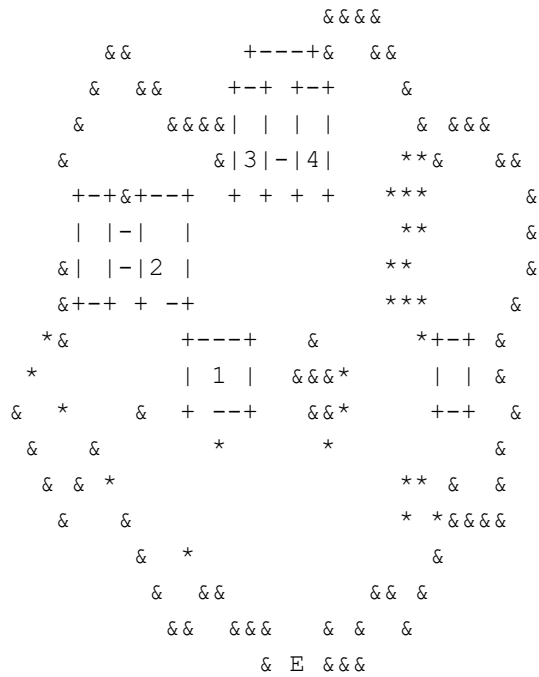 &&&&
      &&       +---+&  &&
     &  &&    +-+ +-+    &
    &     &&&&| | | |     & &&&
   &         &|3|-|4|    **&   &&
    +-+&+--+  + + + +   ***      &
    | |-|  |             **      &
   &| |-|2 |            **       &
   &+-+ + -+            ***     &
  *&       +---+   &      *+-+ &
 *         | 1 |  &&&*     | | &
&  *    &  + --+   &&*     +-+  &
 &   &       *      *          &
  & & *                  ** &  &
   &   &                 * *&&&&
        &  *               &
         &  &&         && &
          &&  &&&   & &  &
                & E &&&